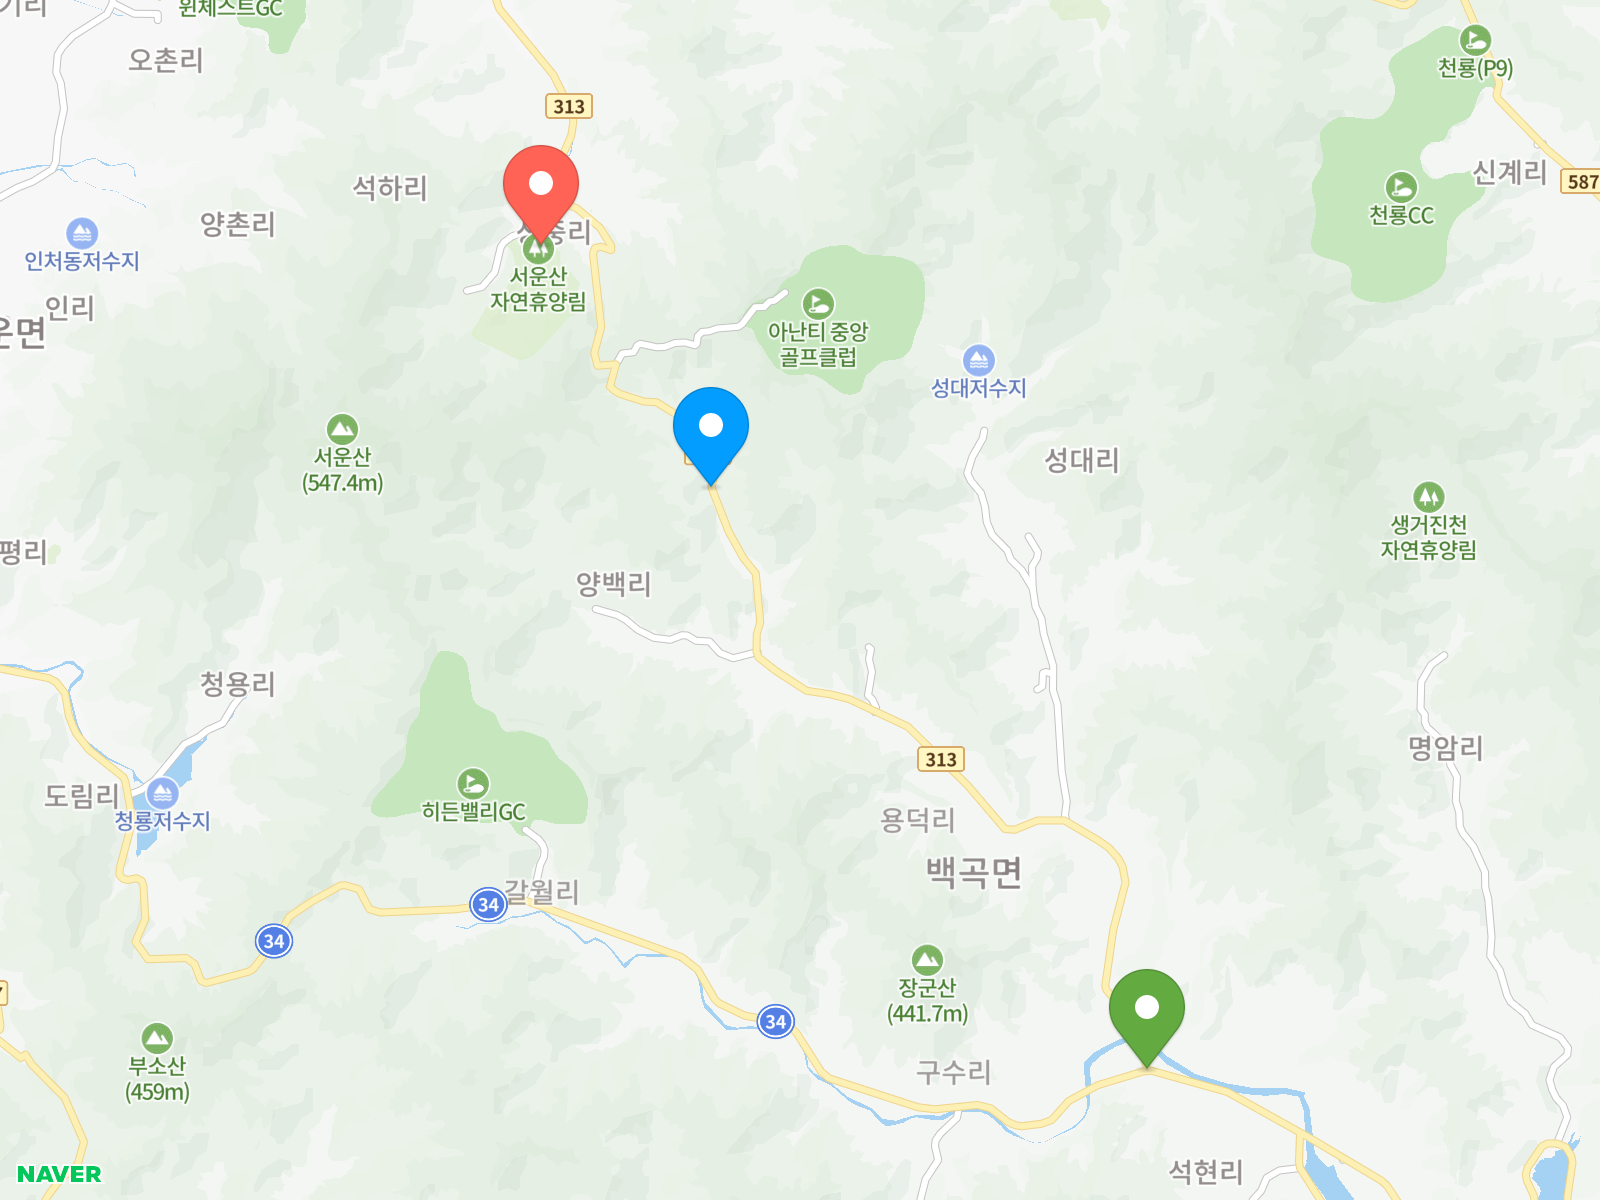 윈체스트GC
오촌리
천룡(P9)
313
신계리
587
석하리
천룡CC
양촌리
인처동저수지
서운산
자연휴양림
인리
아난티 중앙
골프클럽
성대저수지
서운산
(547.4m)
성대리
생거진천
자연휴양림
평리
양백리
청용리
명암리
313
도림리
청룡저수지
히든밸리GC
용덕리
백곡면
34
갈월리
34
장군산
(441.7m)
34
부소산
(459m)
구수리
석현리
NAVER